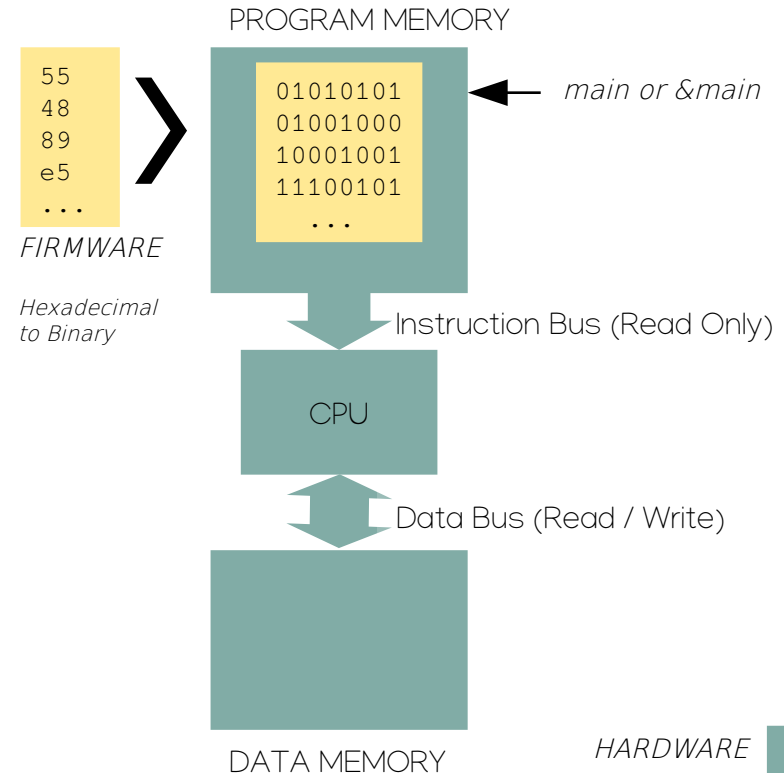 PROGRAM MEMORY
55
48
89
e5
...
FIRMWARE
Hexadecimal
to Binary
01010101
01001000
10001001
11100101
...
main or &main
Instruction Bus (Read Only)
CPU
Data Bus (Read / Write)
DATA MEMORY
HARDWARE